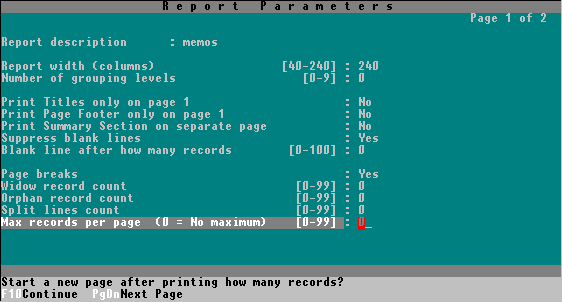 Report Parameters
Page 1 of 2
Report description : memos
Report width (columns) [40-240] : 240
Number of grouping levels [0-9] : 0
Print Titles only on page 1 : No
Print Page Footer only on page 1 : No
Print Summary Section on separate page : No
Suppress blank lines : Yes
Blank line after how many records [0-100] : 0
Page breaks : Yes
Widow record count [0-99] : 0
Orphan record count [0-99] : 0
Split lines count [0-99] : 0
Max records per page (0 = No maximum) [0-99] : 0
Start a new page after printing how many records?
F10Continue PgDnNext Page